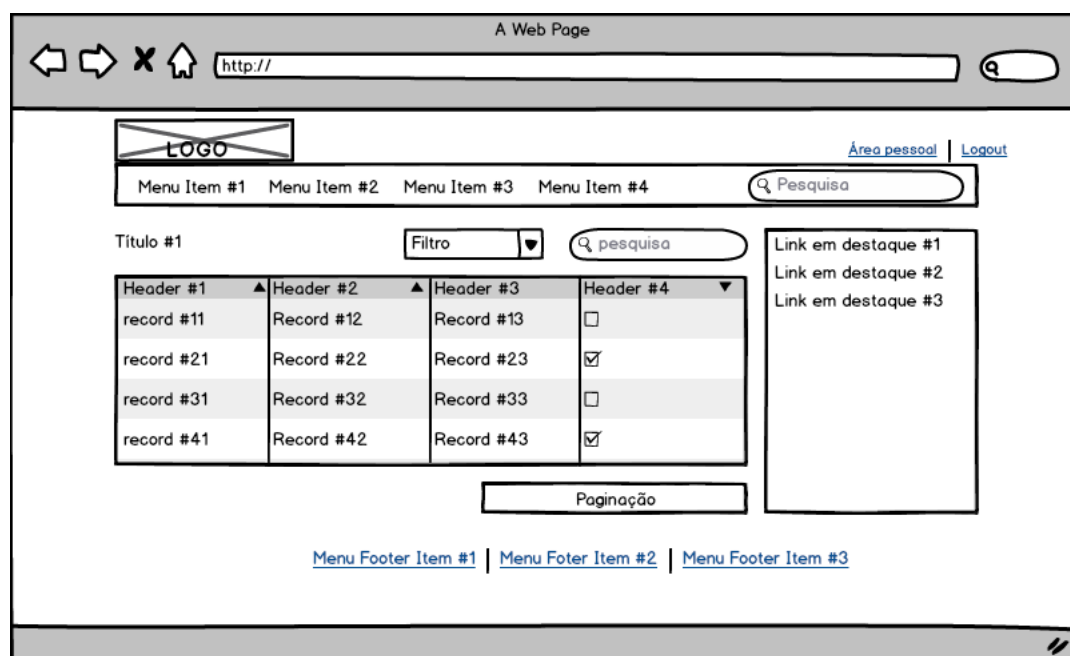 A Web Page
http://
LOGO
Área pessoal Logout
Menu Item #1 Menu Item #2 Menu Item #3 Menu Item #4 Pesquisa
Título #1 Filtro pesquisa
Link em destaque #1
Link em destaque #2
Link em destaque #3
Header #1 Header #2 Header #3 Header #4
record #11 Record #12 Record #13
record #21 Record #22 Record #23
record #31 Record #32 Record #33
record #41 Record #42 Record #43
Paginação
Menu Footer Item #1 Menu Foter Item #2 Menu Footer Item #3